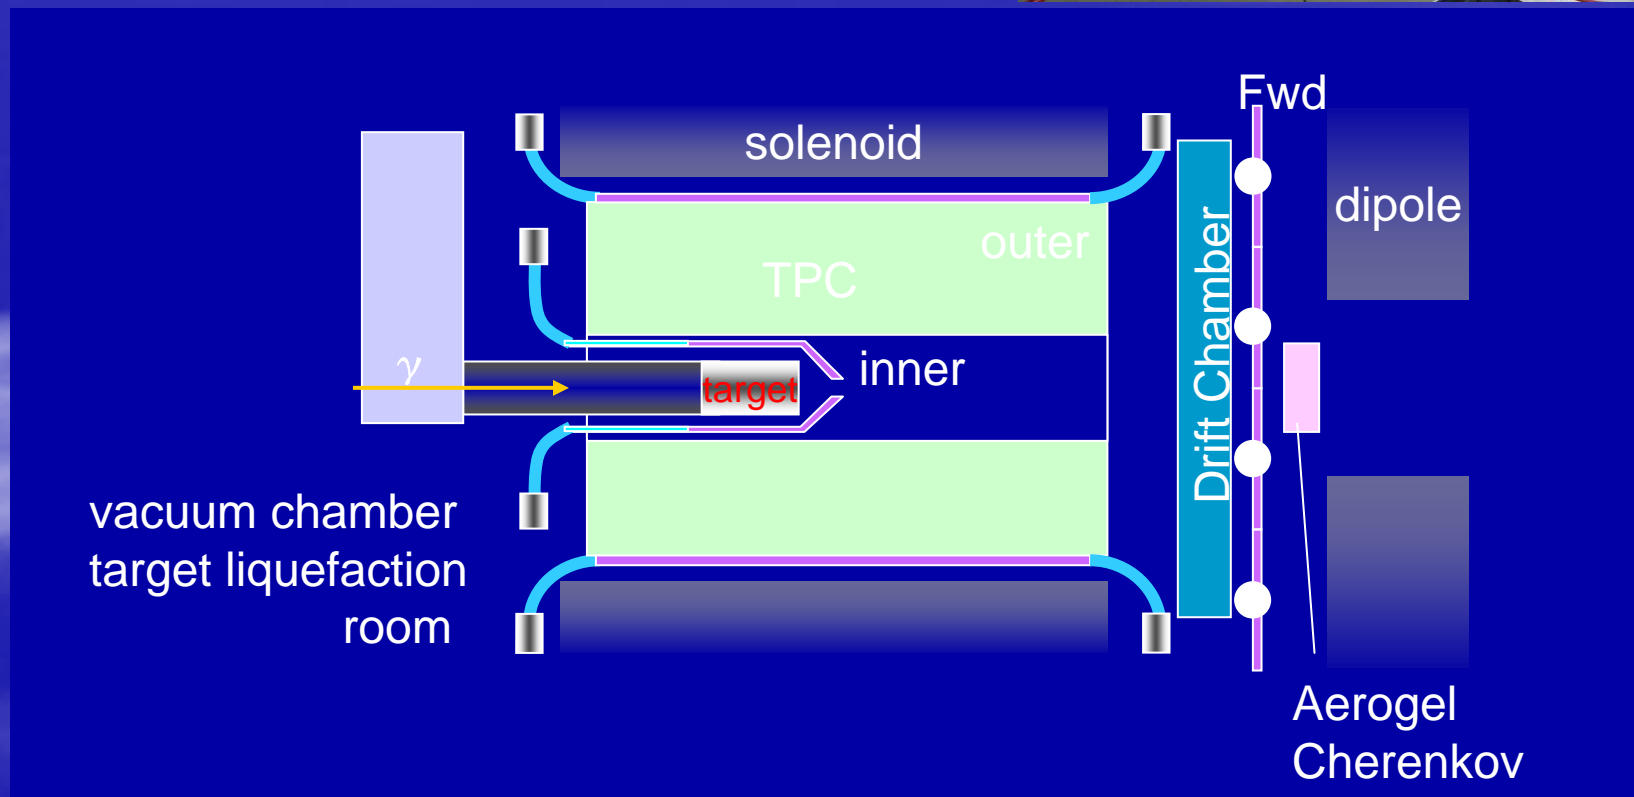 Fwd
solenoid
dipole
outer
TPC
Drift Chamber
γ
target
inner
vacuum chamber
target liquefaction
room
Aerogel
Cherenkov